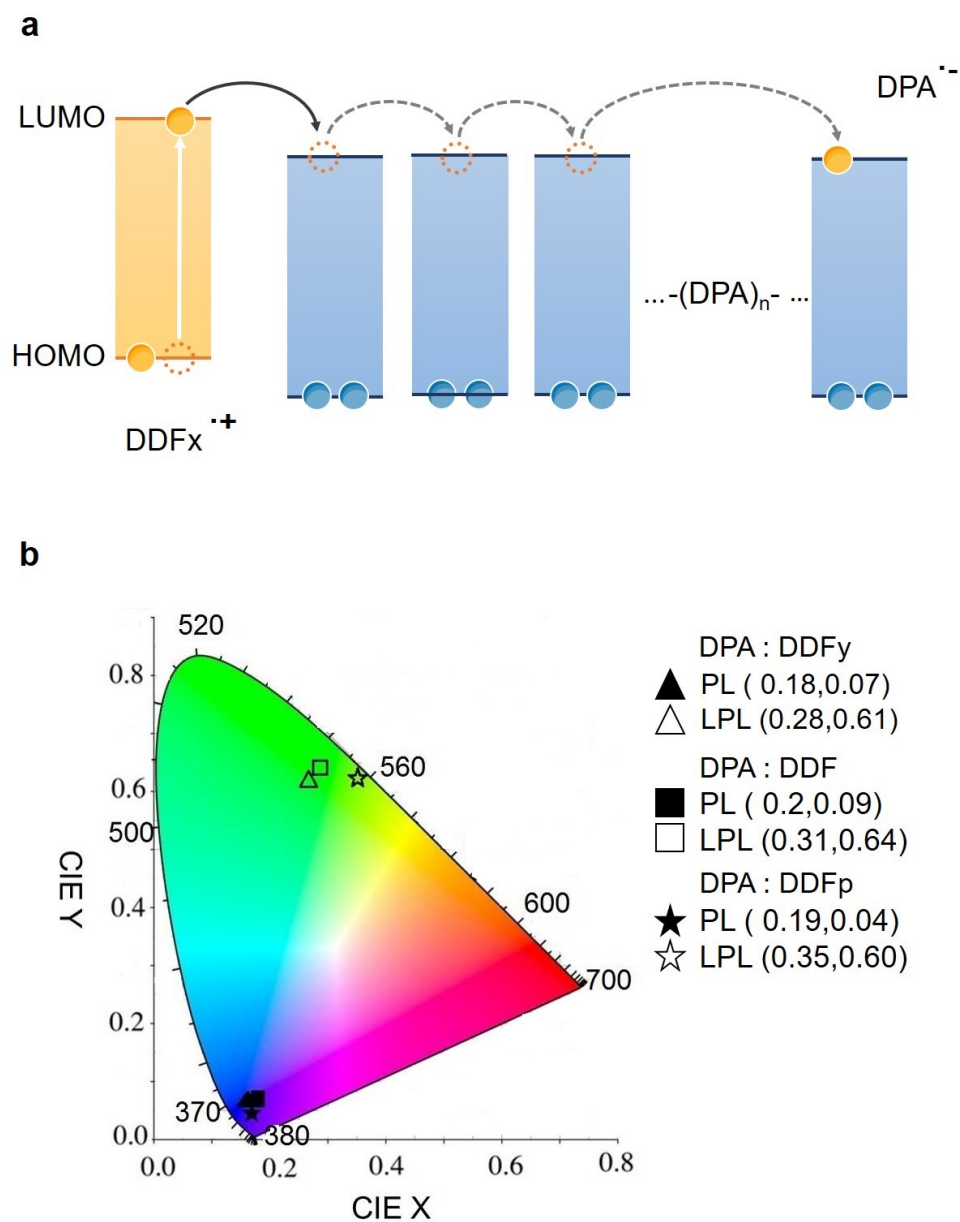 a
DPA·-
LUMO
...-(DPA)n- ...
HOMO
DDFx·+
b
520
0.8
560
0.6
500
0.4
600
0.2
700
370
0.0
380
0.0 0.2 0.4 0.6 0.8
CIE Y
CIE X
DPA : DDFy
PL ( 0.18,0.07)
LPL (0.28,0.61)
DPA : DDF
PL ( 0.2,0.09)
LPL (0.31,0.64)
DPA : DDFp
PL ( 0.19,0.04)
LPL (0.35,0.60)